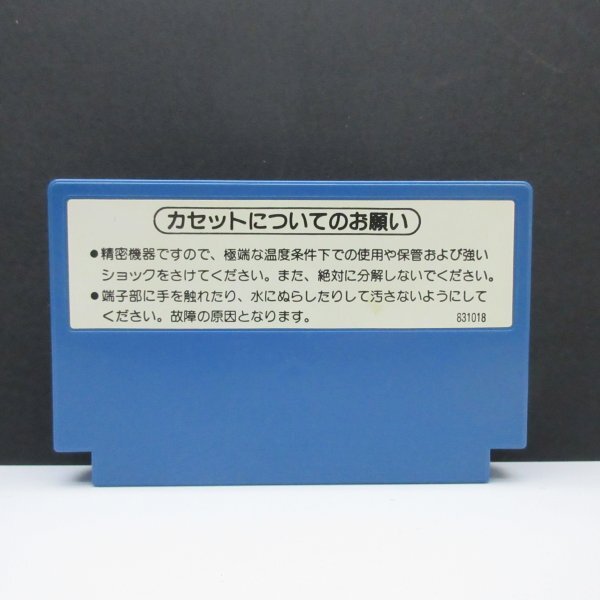 カセットについてのお願い
●精密機器ですので、極端な温度条件下での使用や保管および強い
ショックをさけてください。また、絶対に分解しないでください。
●端子部に手を触れたり、水にぬらしたりして汚さないようにして
ください。故障の原因となります。
831018